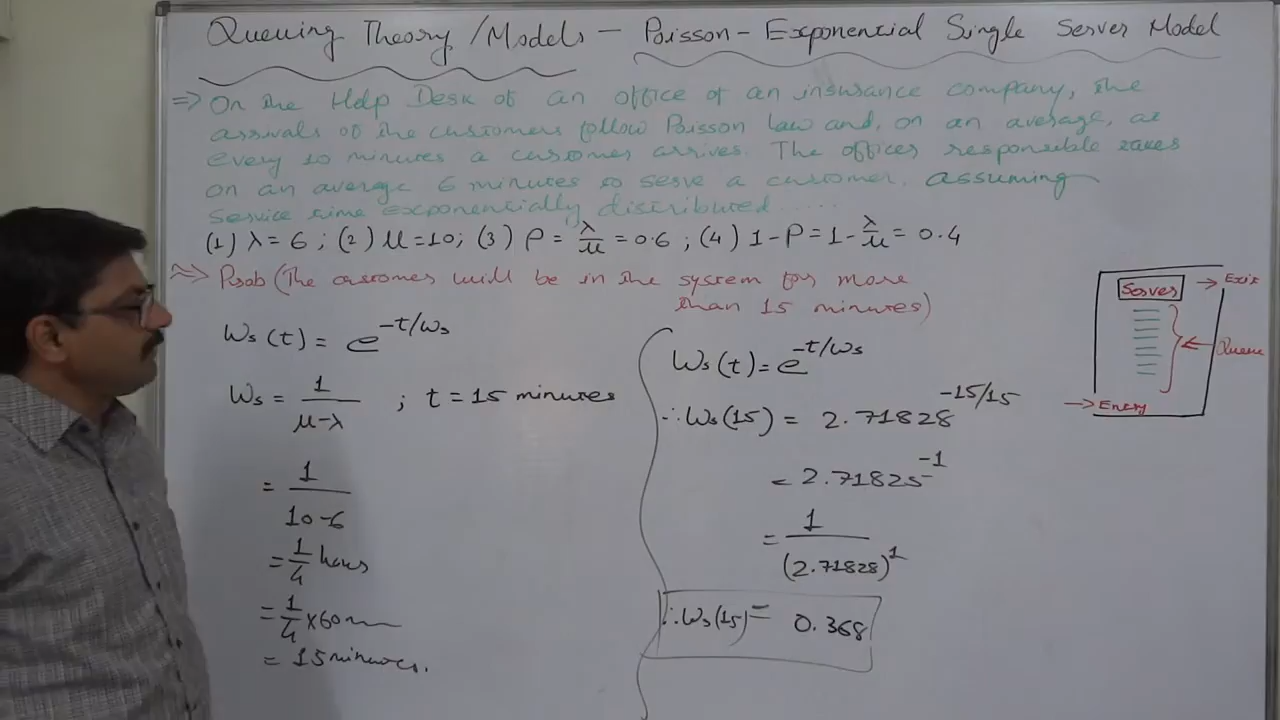 Queuing Theory/Models - Poisson-Exponential Single Server Model
=> On the Help Desk of an office of an insurance company, the
arrivals of the customers follow Poisson Law and, on an average, at
every 10 minutes a customer arrives. The officer responsible takes
on an average 6 minutes to serve a customer, assuming
service time exponentially distributed.....
(1) λ = 6 ; (2) μ = 10; (3) ρ = λ/μ = 0.6 ; (4) 1-ρ = 1-λ/μ = 0.4
=> Prob (The customer will be in the system for more
than 15 minutes)
Ws(t) = e^-t/ws
Ws = 1/(μ-λ) ; t = 15 minutes
= 1/(10-6)
= 1/4 hours
= 1/4 × 60 m
= 15 minutes.
Ws(t) = e^-t/ws
∴ Ws(15) = 2.71828^-15/15
= 2.71828^-1
= 1/(2.71828)^1
∴ Ws(15) = 0.368
Server → Exit
← Queue
→ Entry